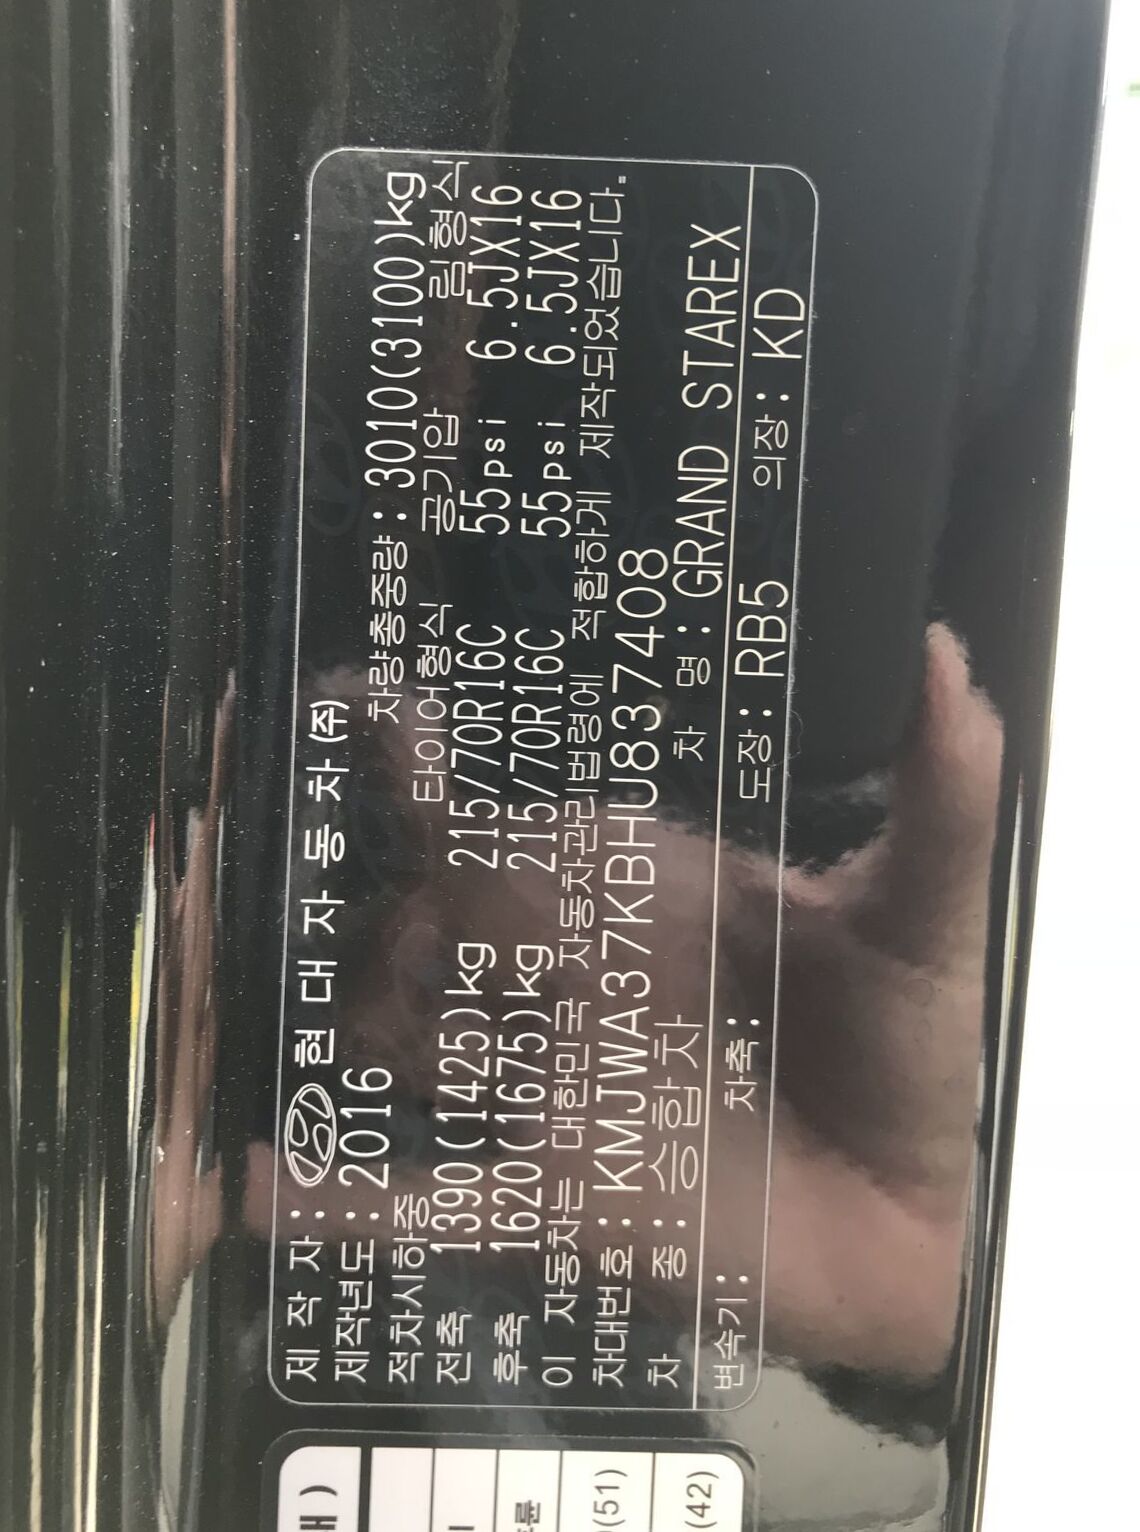 제 작 자: 현 대 자 동 차 (주)
제작년도: 2016
차량총중량: 3010(3100)kg
적차시하중 타이어형식 공기압 림형식
전축 1390(1425)kg 215/70R16C 55psi 6.5JX16
후축 1620(1675)kg 215/70R16C 55psi 6.5JX16
이 자동차는 대한민국 자동차관리법령에 적합하게 제작되었습니다.
차대번호: KMJWA37KBHU837408
차 종: 승합차 차 명: GRAND STAREX
변속기: 차축: 도장: RB5 의장: KD
(51)
(42)